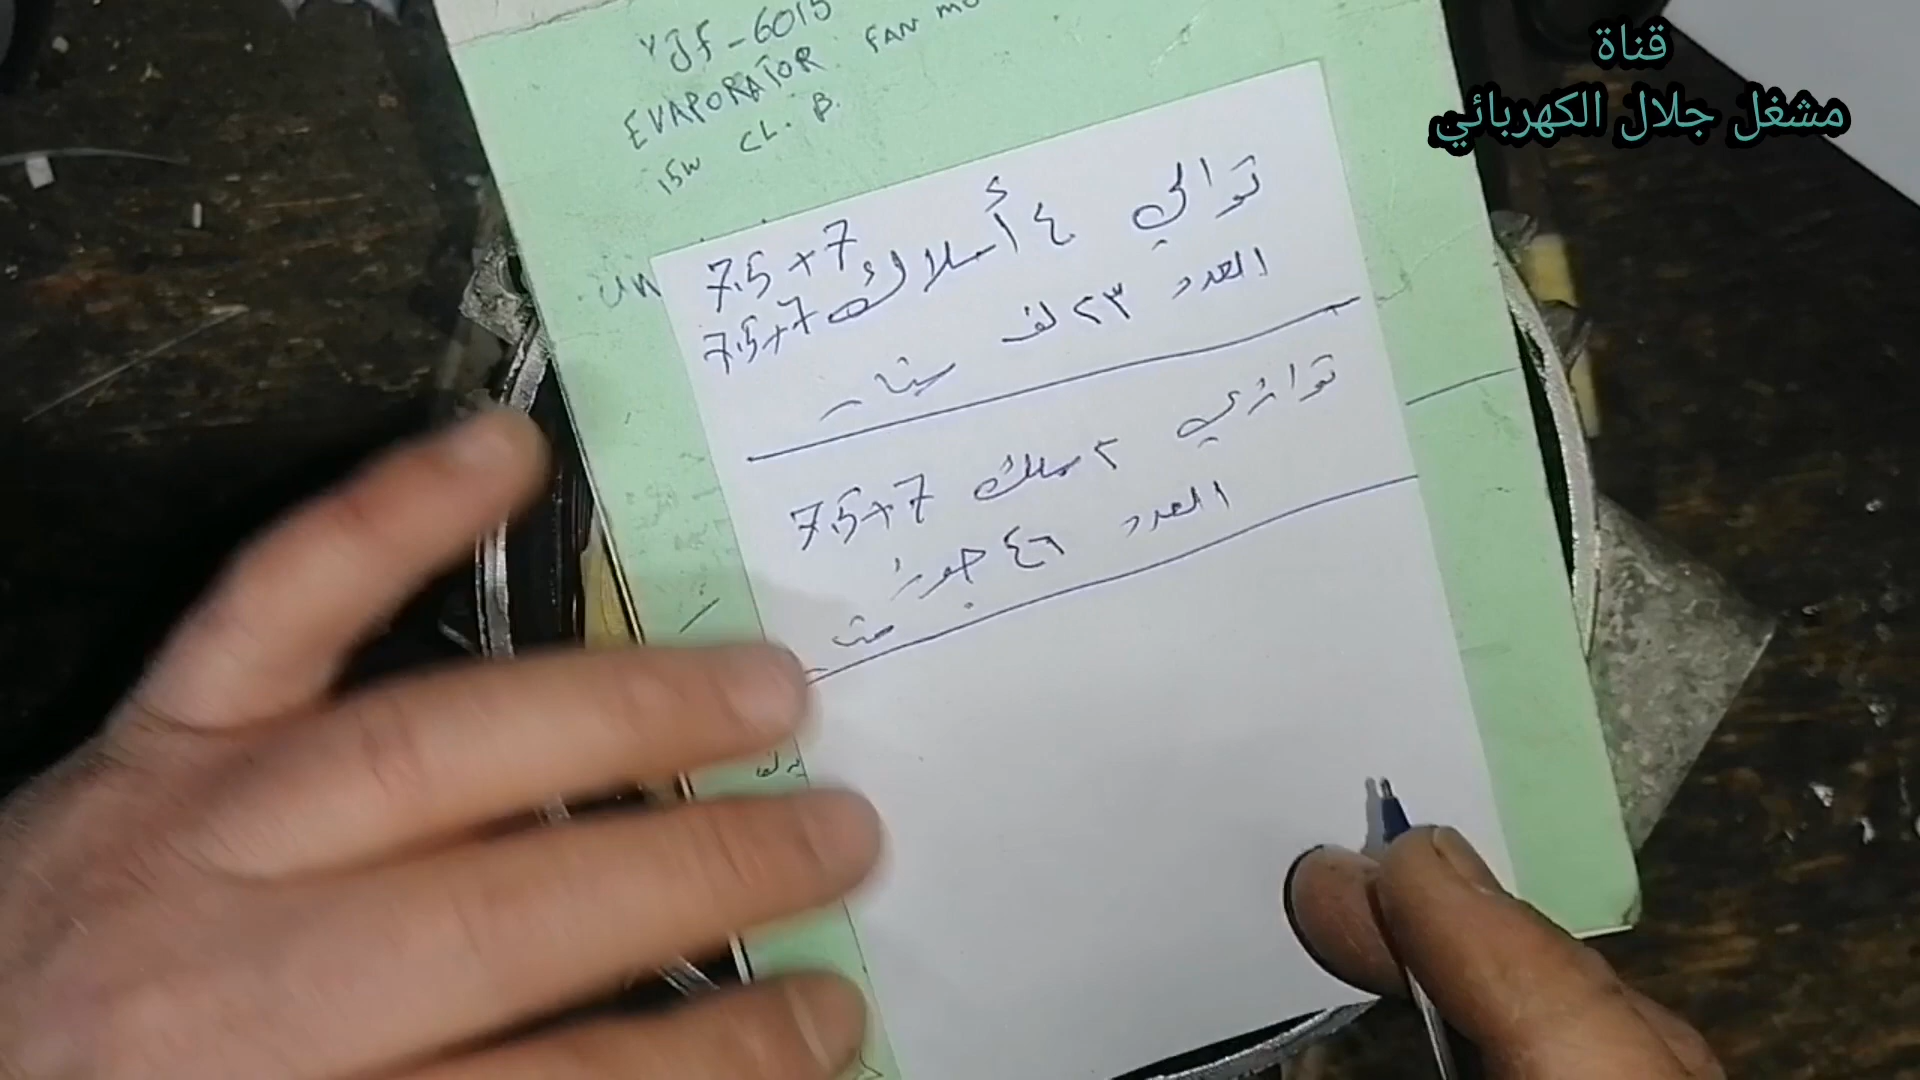 قناة
مشغل جلال الكهربائي
YJF-6015
EVAPORATOR FAN
15W CL. B.
توالي ٤ أسلاك 7.5+7
7.5+7
العدد ٢٣ لف
توازي ٢ سلك 7.5+7
العدد ٤٦ جوز